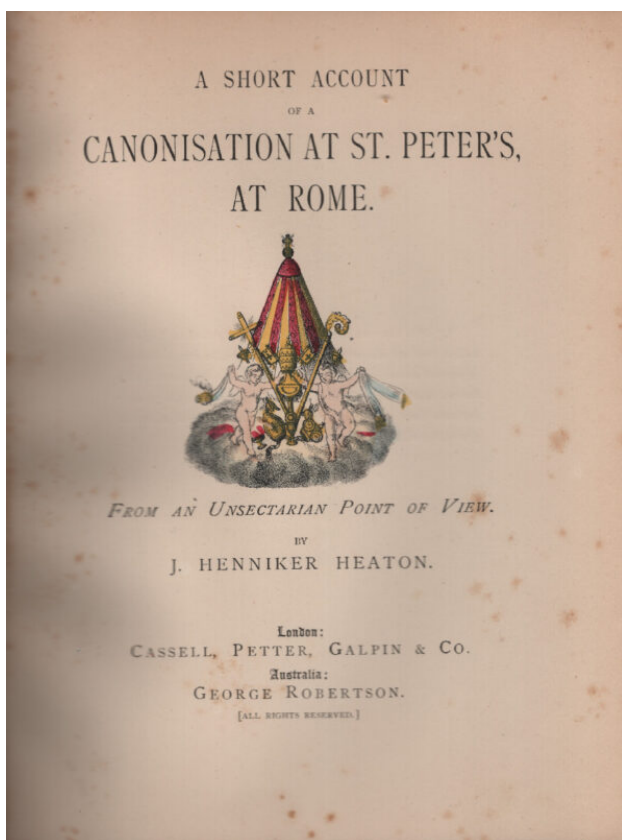 A SHORT ACCOUNT
OF A
CANONISATION AT ST. PETER'S,
AT ROME.
FROM AN UNSECTARIAN POINT OF VIEW.
BY
J. HENNIKER HEATON.
London:
CASSELL, PETTER, GALPIN & CO.
Australia:
GEORGE ROBERTSON.
[ALL RIGHTS RESERVED.]